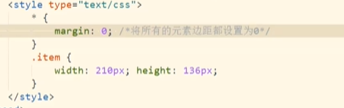 <style type="text/css">
* {
margin: 0; /*将所有的元素边距都设置为0*/
}
.item {
width: 210px; height: 136px;
}
</style>